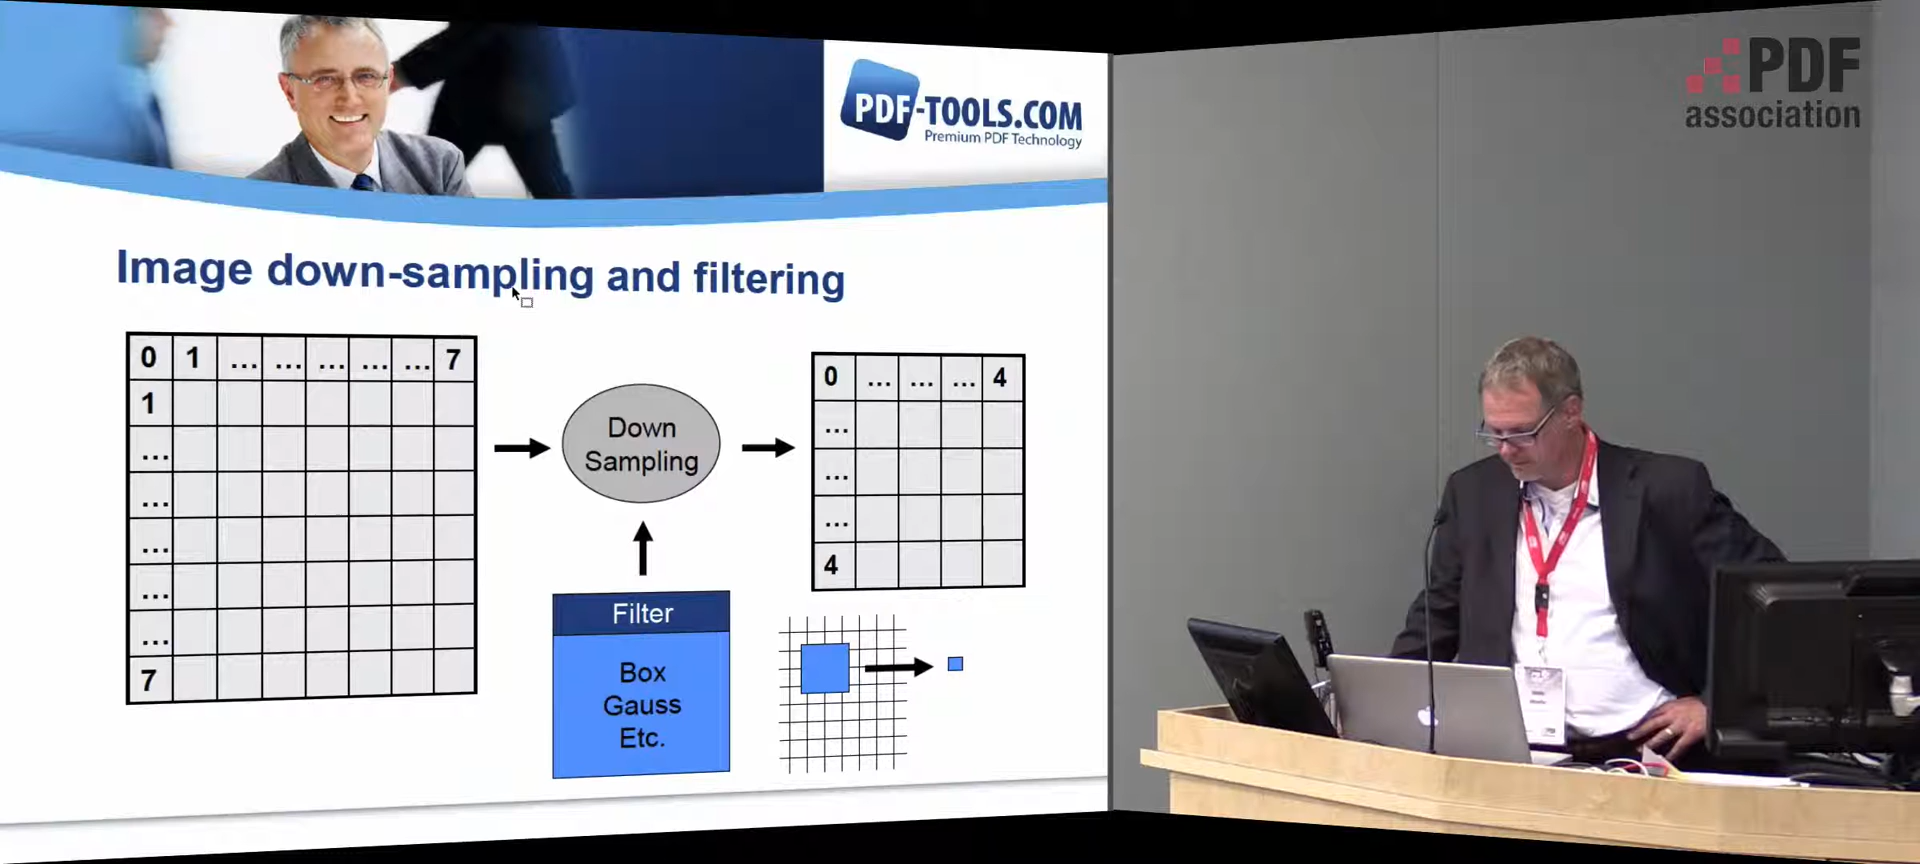 PDF-TOOLS.COM
Premium PDF Technology
PDF
association
Image down-sampling and filtering
0 1 ... ... ... ... ... 7
1
...
...
...
...
...
7
Down
Sampling
0 ... ... ... 4
...
...
...
4
Filter
Box
Gauss
Etc.